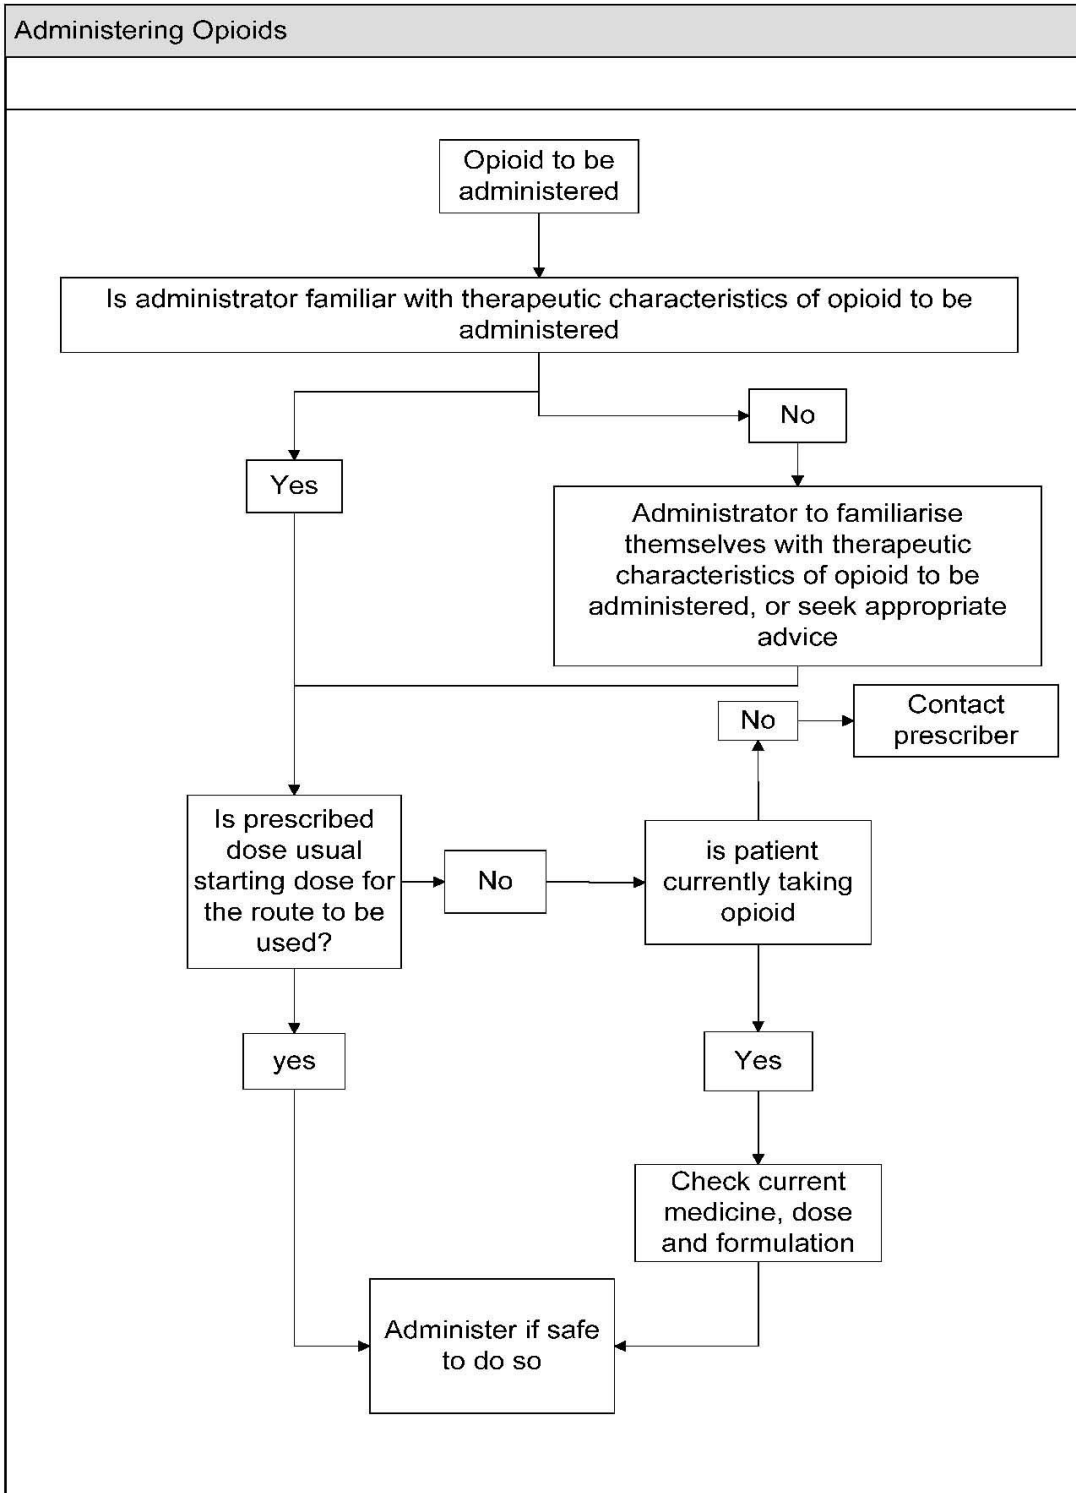 Administering Opioids
Opioid to be
administered
Is administrator familiar with therapeutic characteristics of opioid to be
administered
No
Yes
Administrator to familiarise
themselves with therapeutic
characteristics of opioid to be
administered, or seek appropriate
advice
No
Contact
prescriber
Is prescribed
dose usual
starting dose for
the route to be
used?
No
is patient
currently taking
opioid
yes
Yes
Check current
medicine, dose
and formulation
Administer if safe
to do so